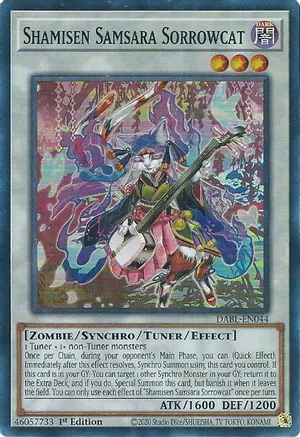 SHAMISEN SAMSARA SORROWCAT
DARK
闇
DABL-EN044
[ZOMBIE/SYNCHRO/TUNER/EFFECT]
1 Tuner + 1+ non-Tuner monsters
Once per Chain, during your opponent's Main Phase, you can (Quick Effect):
Immediately after this effect resolves, Synchro Summon using this card you control. If
this card is in your GY: You can target 1 other Synchro Monster in your GY; return it to
the Extra Deck, and if you do, Special Summon this card, but banish it when it leaves
the field. You can only use each effect of "Shamisen Samsara Sorrowcat" once per turn.
ATK/1600 DEF/1200
46057733 1st Edition ©2020 Studio Dice/SHUEISHA, TV TOKYO, KONAMI